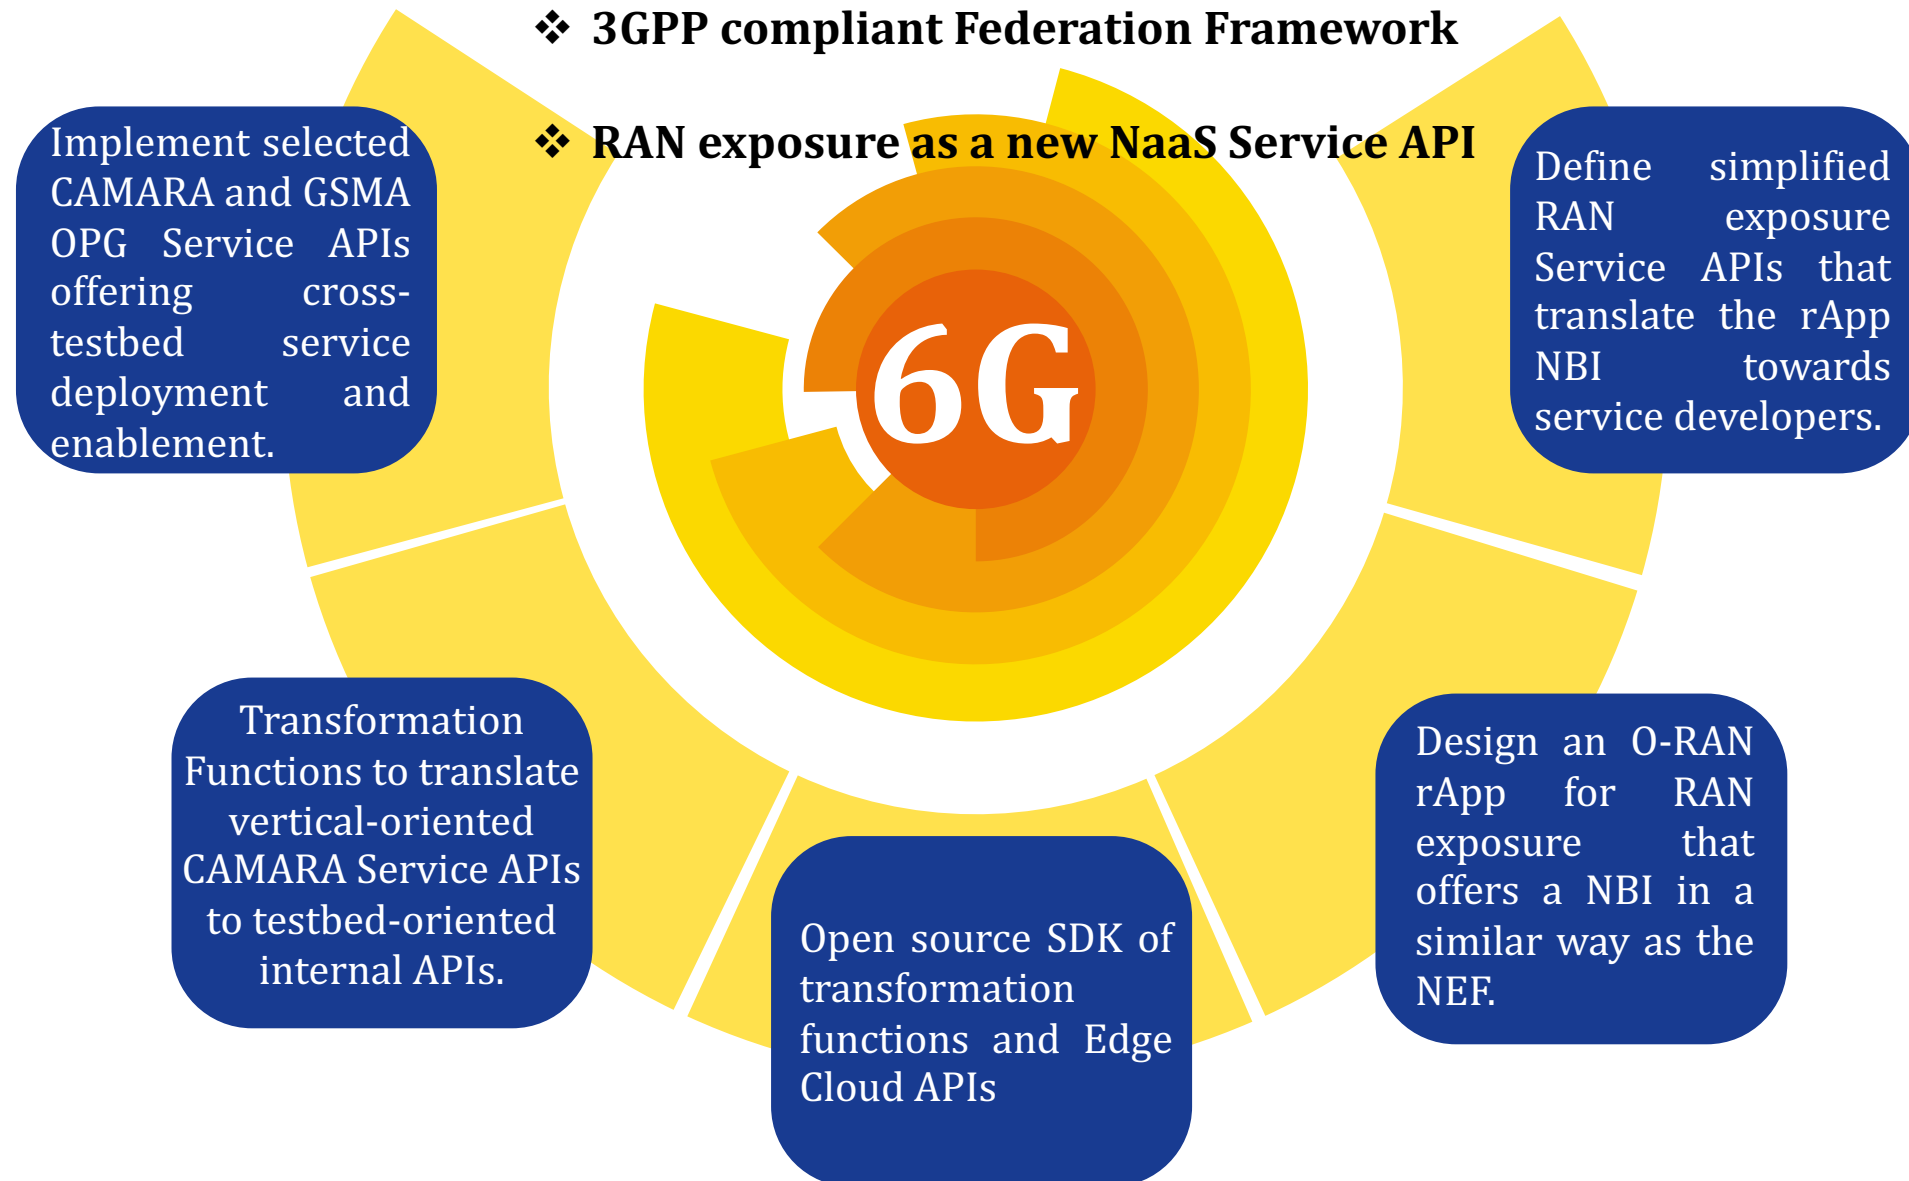 ❖ 3GPP compliant Federation Framework
❖ RAN exposure as a new NaaS Service API
Implement selected
CAMARA and GSMA
OPG Service APIs
offering cross-
testbed service
deployment and
enablement.
Define simplified
RAN exposure
Service APIs that
translate the rApp
NBI towards
service developers.
6G
Transformation
Functions to translate
vertical-oriented
CAMARA Service APIs
to testbed-oriented
internal APIs.
Design an O-RAN
rApp for RAN
exposure that
offers a NBI in a
similar way as the
NEF.
Open source SDK of
transformation
functions and Edge
Cloud APIs